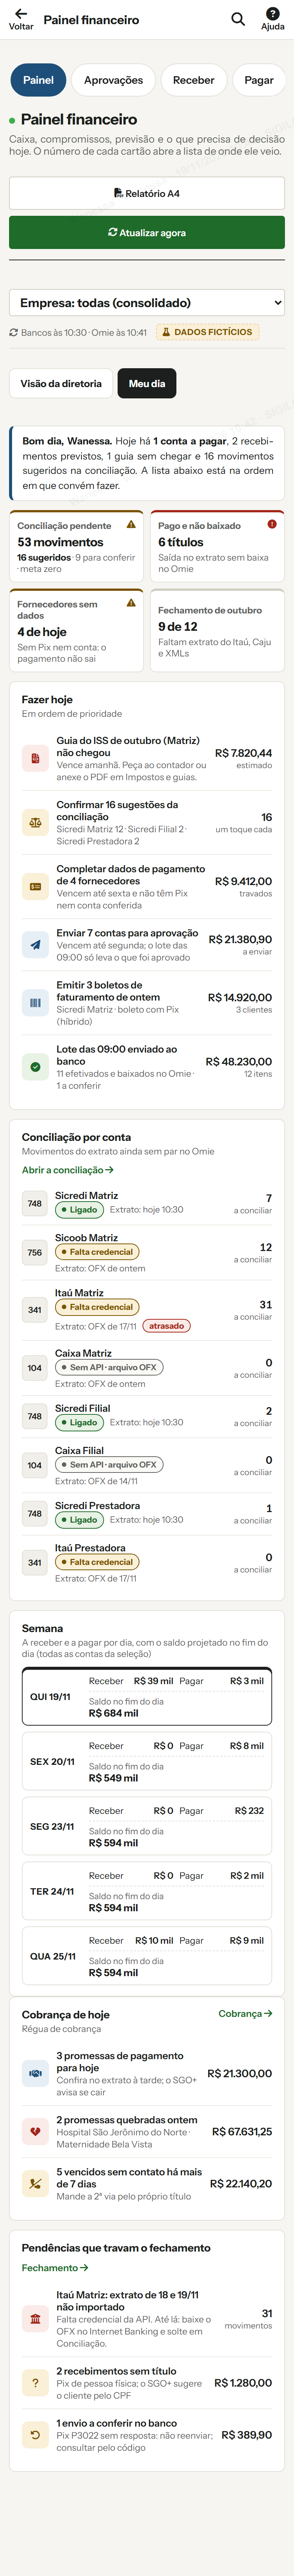 Voltar
Painel financeiro
Ajuda
Painel
Aprovações
Receber
Pagar
Painel financeiro
Caixa, compromissos, previsão e o que precisa de decisão
hoje. O número de cada cartão abre a lista de onde ele veio.
Relatório A4
Atualizar agora
Empresa: todas (consolidado)
Bancos às 10:30 · Omie às 10:41
DADOS FICTÍCIOS
Visão da diretoria
Meu dia
Bom dia, Wanessa. Hoje há 1 conta a pagar, 2 recebi-
mentos previstos, 1 guia sem chegar e 16 movimentos
sugeridos na conciliação. A lista abaixo está na ordem
em que convém fazer.
Conciliação pendente
53 movimentos
16 sugeridos · 9 para conferir
· meta zero
Pago e não baixado
6 títulos
Saída no extrato sem baixa
no Omie
Fornecedores sem
dados
4 de hoje
Sem Pix nem conta: o
pagamento não sai
Fechamento de outubro
9 de 12
Faltam extrato do Itaú, Caju
e XMLs
Fazer hoje
Em ordem de prioridade
Guia do ISS de outubro (Matriz)
não chegou
Vence amanhã. Peça ao contador ou
anexe o PDF em Impostos e guias.
R$ 7.820,44
estimado
Confirmar 16 sugestões da
conciliação
Sicredi Matriz 12 · Sicredi Filial 2 ·
Sicredi Prestadora 2
16
um toque cada
Completar dados de pagamento
de 4 fornecedores
Vencem até sexta e não têm Pix
nem conta conferida
R$ 9.412,00
travados
Enviar 7 contas para aprovação
Vencem até segunda; o lote das
09:00 só leva o que foi aprovado
R$ 21.380,90
a enviar
Emitir 3 boletos de
faturamento de ontem
Sicredi Matriz · boleto com Pix
(híbrido)
R$ 14.920,00
3 clientes
Lote das 09:00 enviado ao
banco
11 efetivados e baixados no Omie ·
1 a conferir
R$ 48.230,00
12 itens
Conciliação por conta
Movimentos do extrato ainda sem par no Omie
Abrir a conciliação
748
Sicredi Matriz
Ligado
Extrato: hoje 10:30
7
a conciliar
756
Sicoob Matriz
Falta credencial
Extrato: OFX de ontem
12
a conciliar
341
Itaú Matriz
Falta credencial
Extrato: OFX de 17/11
atrasado
31
a conciliar
104
Caixa Matriz
Sem API · arquivo OFX
Extrato: OFX de ontem
0
a conciliar
748
Sicredi Filial
Ligado
Extrato: hoje 10:30
2
a conciliar
104
Caixa Filial
Sem API · arquivo OFX
Extrato: OFX de 14/11
0
a conciliar
748
Sicredi Prestadora
Ligado
Extrato: hoje 10:30
1
a conciliar
341
Itaú Prestadora
Falta credencial
Extrato: OFX de 17/11
0
a conciliar
Semana
A receber e a pagar por dia, com o saldo projetado no fim do
dia (todas as contas da seleção)
QUI 19/11
Receber R$ 39 mil Pagar R$ 3 mil
Saldo no fim do dia
R$ 684 mil
SEX 20/11
Receber R$ 0 Pagar R$ 8 mil
Saldo no fim do dia
R$ 549 mil
SEG 23/11
Receber R$ 0 Pagar R$ 232
Saldo no fim do dia
R$ 594 mil
TER 24/11
Receber R$ 0 Pagar R$ 2 mil
Saldo no fim do dia
R$ 594 mil
QUA 25/11
Receber R$ 10 mil Pagar R$ 9 mil
Saldo no fim do dia
R$ 594 mil
Cobrança de hoje
Cobrança
Régua de cobrança
3 promessas de pagamento
para hoje
Confira no extrato à tarde; o SGO+
avisa se cair
R$ 21.300,00
2 promessas quebradas ontem
Hospital São Jerônimo do Norte ·
Maternidade Bela Vista
R$ 67.631,25
5 vencidos sem contato há mais
de 7 dias
Mande a 2ª via pelo próprio título
R$ 22.140,20
Pendências que travam o fechamento
Fechamento
Itaú Matriz: extrato de 18 e 19/11
não importado
Falta credencial da API. Até lá: baixe o
OFX no Internet Banking e solte em
Conciliação.
31
movimentos
2 recebimentos sem título
Pix de pessoa física; o SGO+ sugere
o cliente pelo CPF
R$ 1.280,00
1 envio a conferir no banco
Pix P3022 sem resposta: não reenviar;
consultar pelo código
R$ 389,90